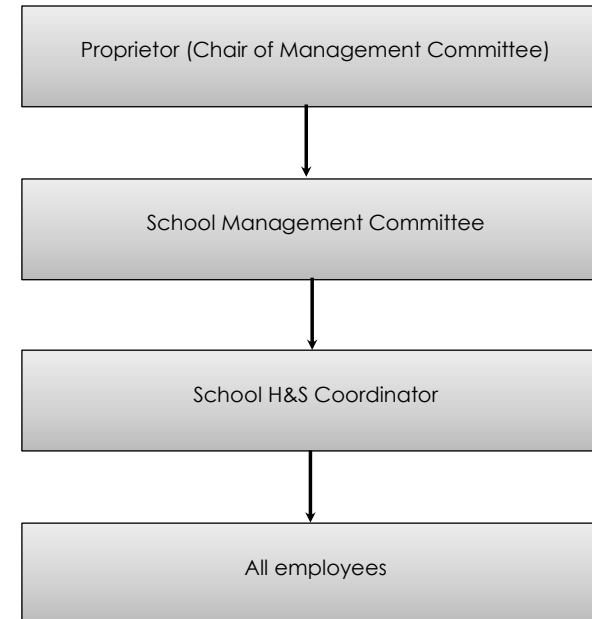 Proprietor (Chair of Management Committee)
School Management Committee
School H&S Coordinator
All employees